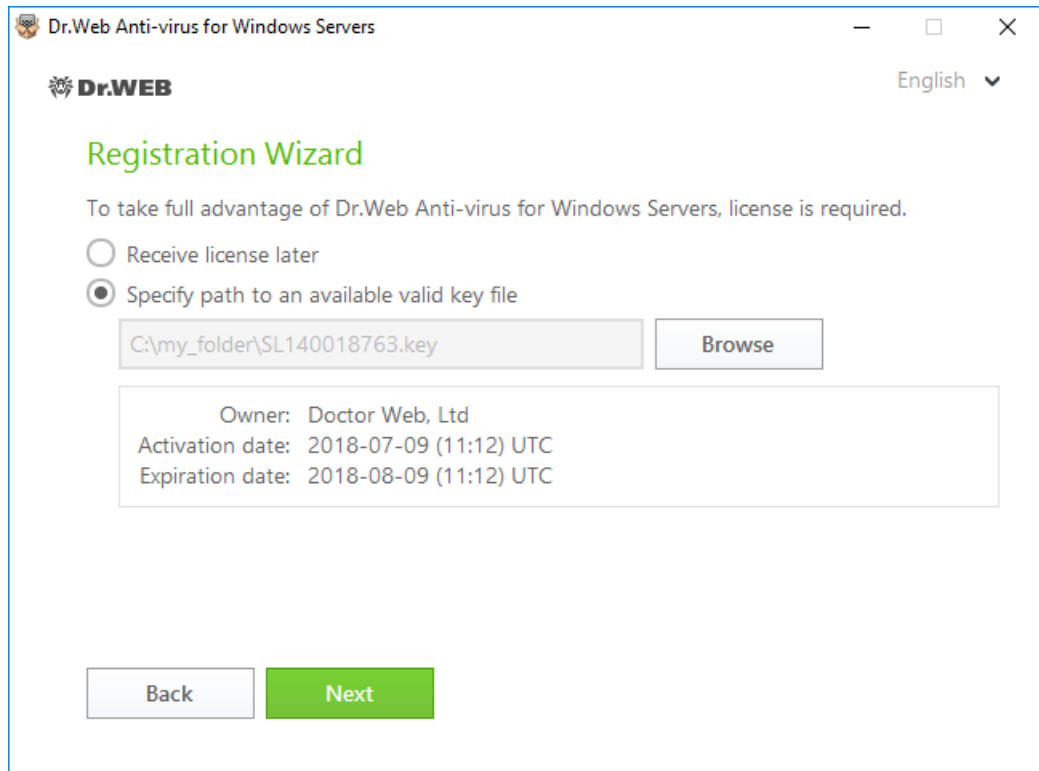 Dr.Web Anti-virus for Windows Servers
Dr.WEB
English
Registration Wizard
To take full advantage of Dr.Web Anti-virus for Windows Servers, license is required.
Receive license later
Specify path to an available valid key file
C:\my_folder\SL140018763.key
Browse
Owner: Doctor Web, Ltd
Activation date: 2018-07-09 (11:12) UTC
Expiration date: 2018-08-09 (11:12) UTC
Back
Next